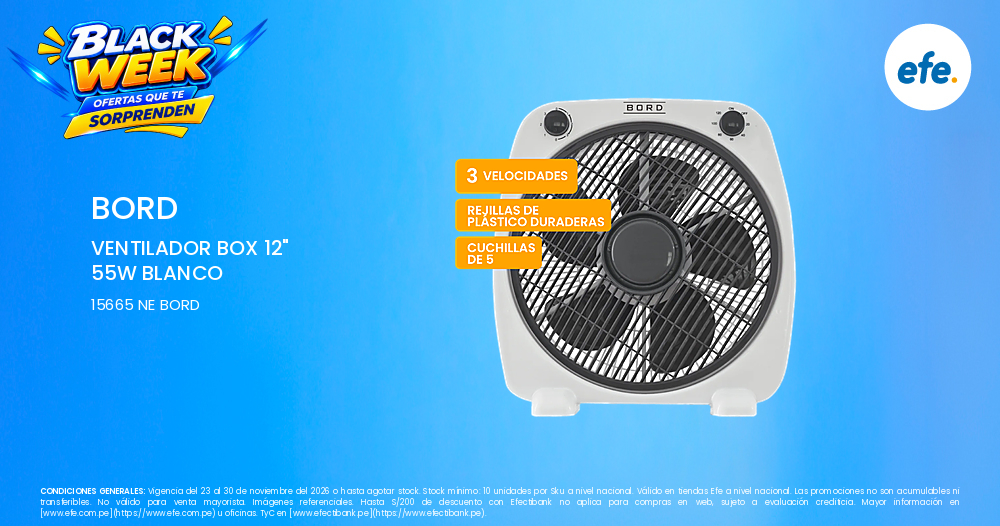 BLACK
WEEK
OFERTAS QUE TE
SORPRENDEN
efe.
BORD
3 VELOCIDADES
REJILLAS DE
PLÁSTICO DURADERAS
CUCHILLAS
DE 5
BORD
VENTILADOR BOX 12"
55W BLANCO
15665 NE BORD
CONDICIONES GENERALES: Vigencia del 23 al 30 de noviembre del 2026 o hasta agotar stock. Stock mínimo: 10 unidades por Sku a nivel nacional. Válido en tiendas Efe a nivel nacional. Las promociones no son acumulables ni
transferibles. No válido para venta mayorista. Imágenes referenciales. Hasta S/200 de descuento con Efectibank no aplica para compras en web, sujeto a evaluación crediticia. Mayor información en
[www.efe.com.pe](https://www.efe.com.pe) u oficinas. TyC en [www.efectibank.pe](https://www.efectibank.pe).